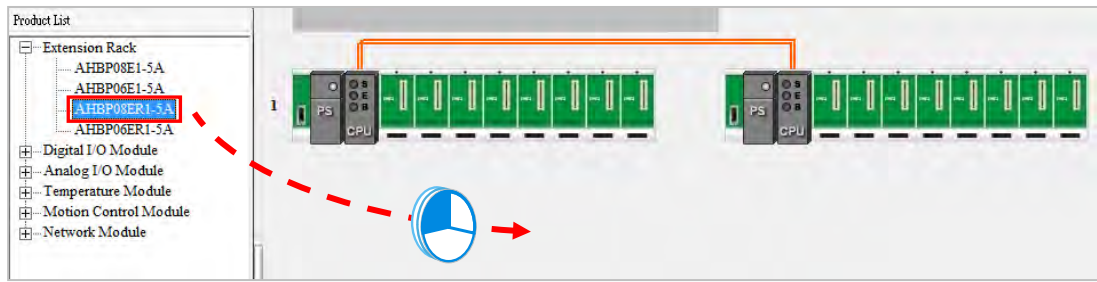 Product List
Extension Rack
AHBP08E1-5A
AHBP06E1-5A
AHBP08ER1-5A
AHBP06ER1-5A
Digital I/O Module
Analog I/O Module
Temperature Module
Motion Control Module
Network Module
1
PS
CPU
S
E
B
PS
CPU
S
E
B